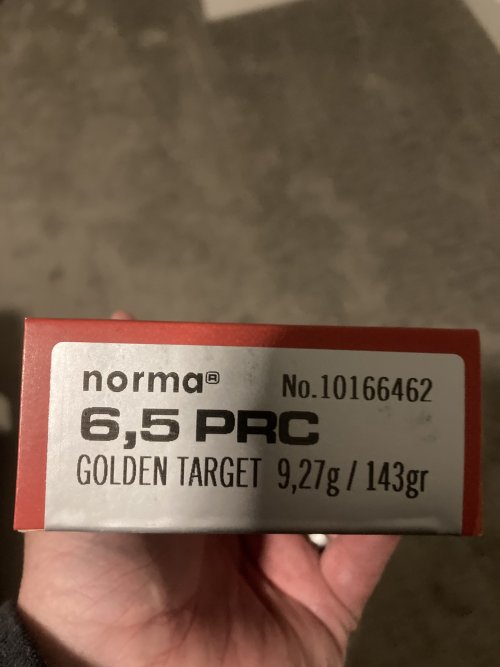 norma® No.10166462
6,5 PRC
GOLDEN TARGET 9,27g / 143gr